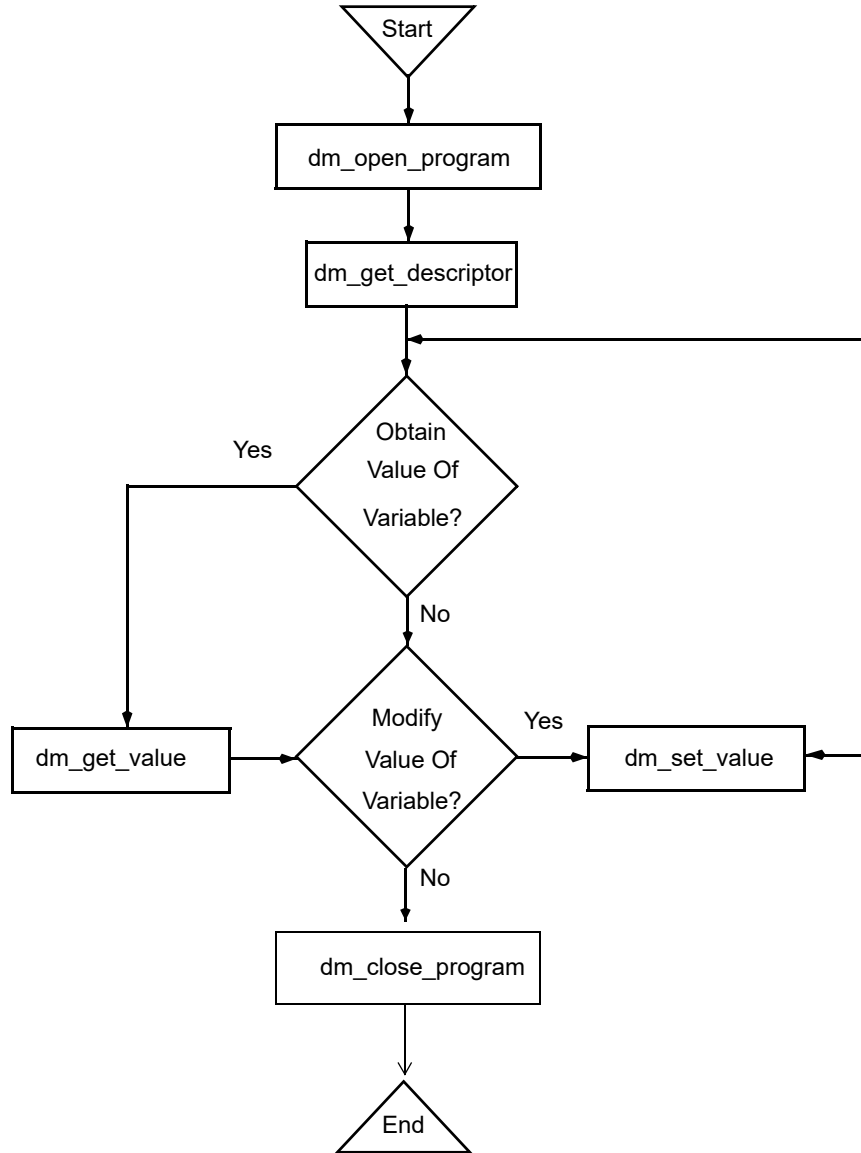 Start
dm_open_program
dm_get_descriptor
Obtain
Value Of
Variable?
Yes
No
Modify
Value Of
Variable?
Yes
dm_get_value
dm_set_value
No
dm_close_program
End